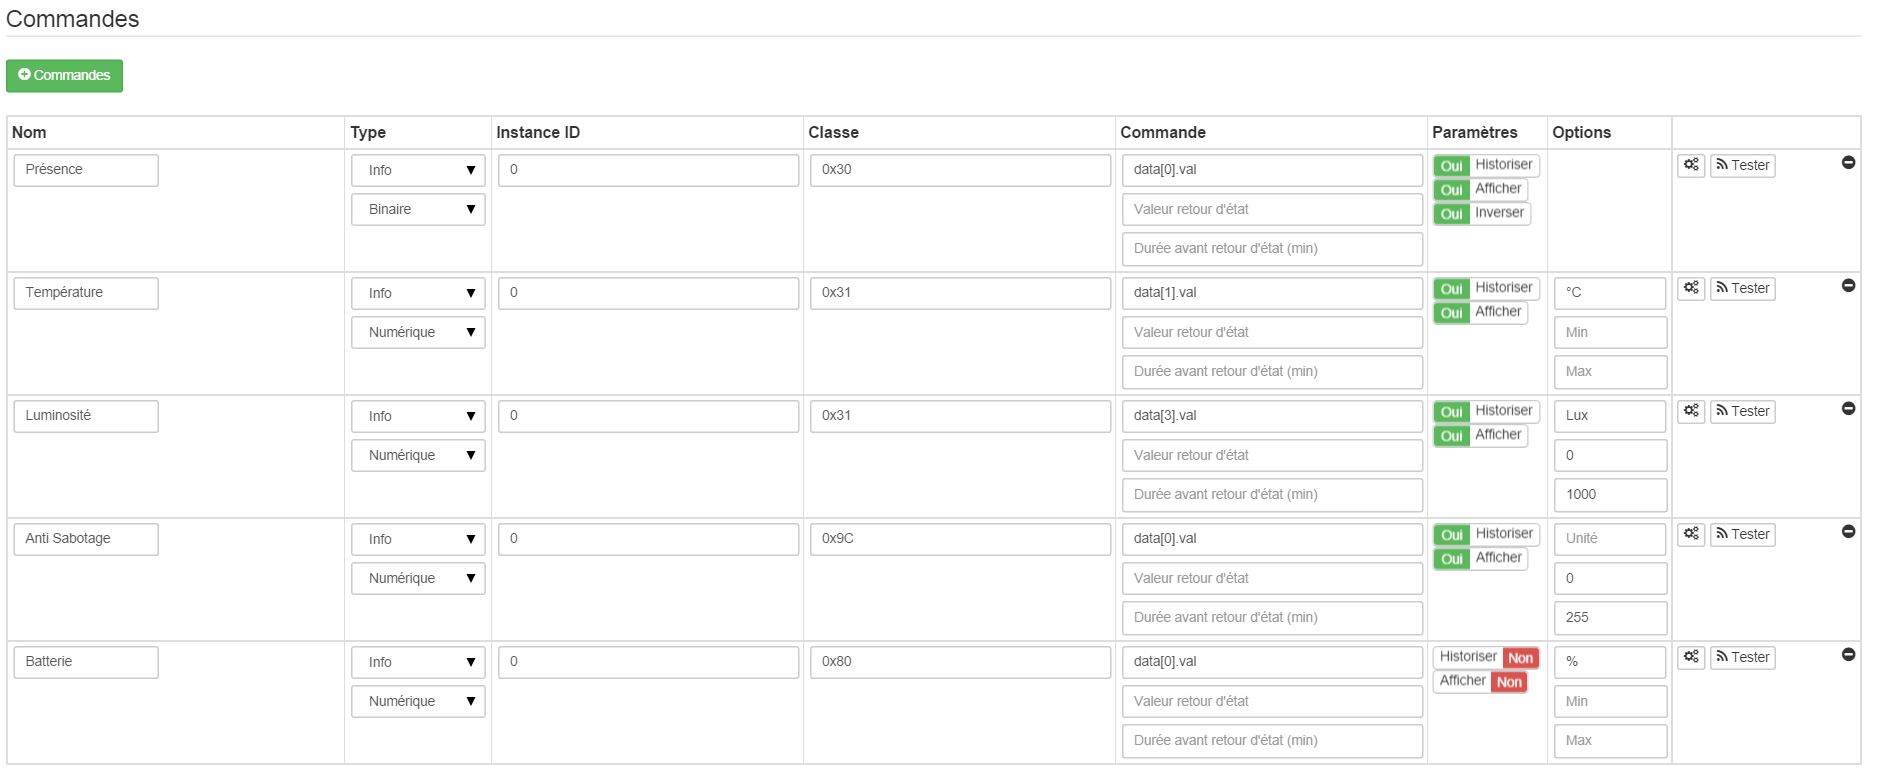 Commandes
Commandes
Nom Type Instance ID Classe Commande Paramètres Options
Présence Info 0 0x30 data[0].val Oui Historiser Tester
Oui Afficher
Binaire Valeur retour d'état Oui Inverser
Durée avant retour d'état (min)
Température Info 0 0x31 data[1].val Oui Historiser °C Tester
Oui Afficher
Numérique Valeur retour d'état Min
Durée avant retour d'état (min) Max
Luminosité Info 0 0x31 data[3].val Oui Historiser Lux Tester
Oui Afficher
Numérique Valeur retour d'état 0
Durée avant retour d'état (min) 1000
Anti Sabotage Info 0 0x9C data[0].val Oui Historiser Unité Tester
Oui Afficher
Numérique Valeur retour d'état 0
Durée avant retour d'état (min) 255
Batterie Info 0 0x80 data[0].val Historiser Non % Tester
Afficher Non
Numérique Valeur retour d'état Min
Durée avant retour d'état (min) Max